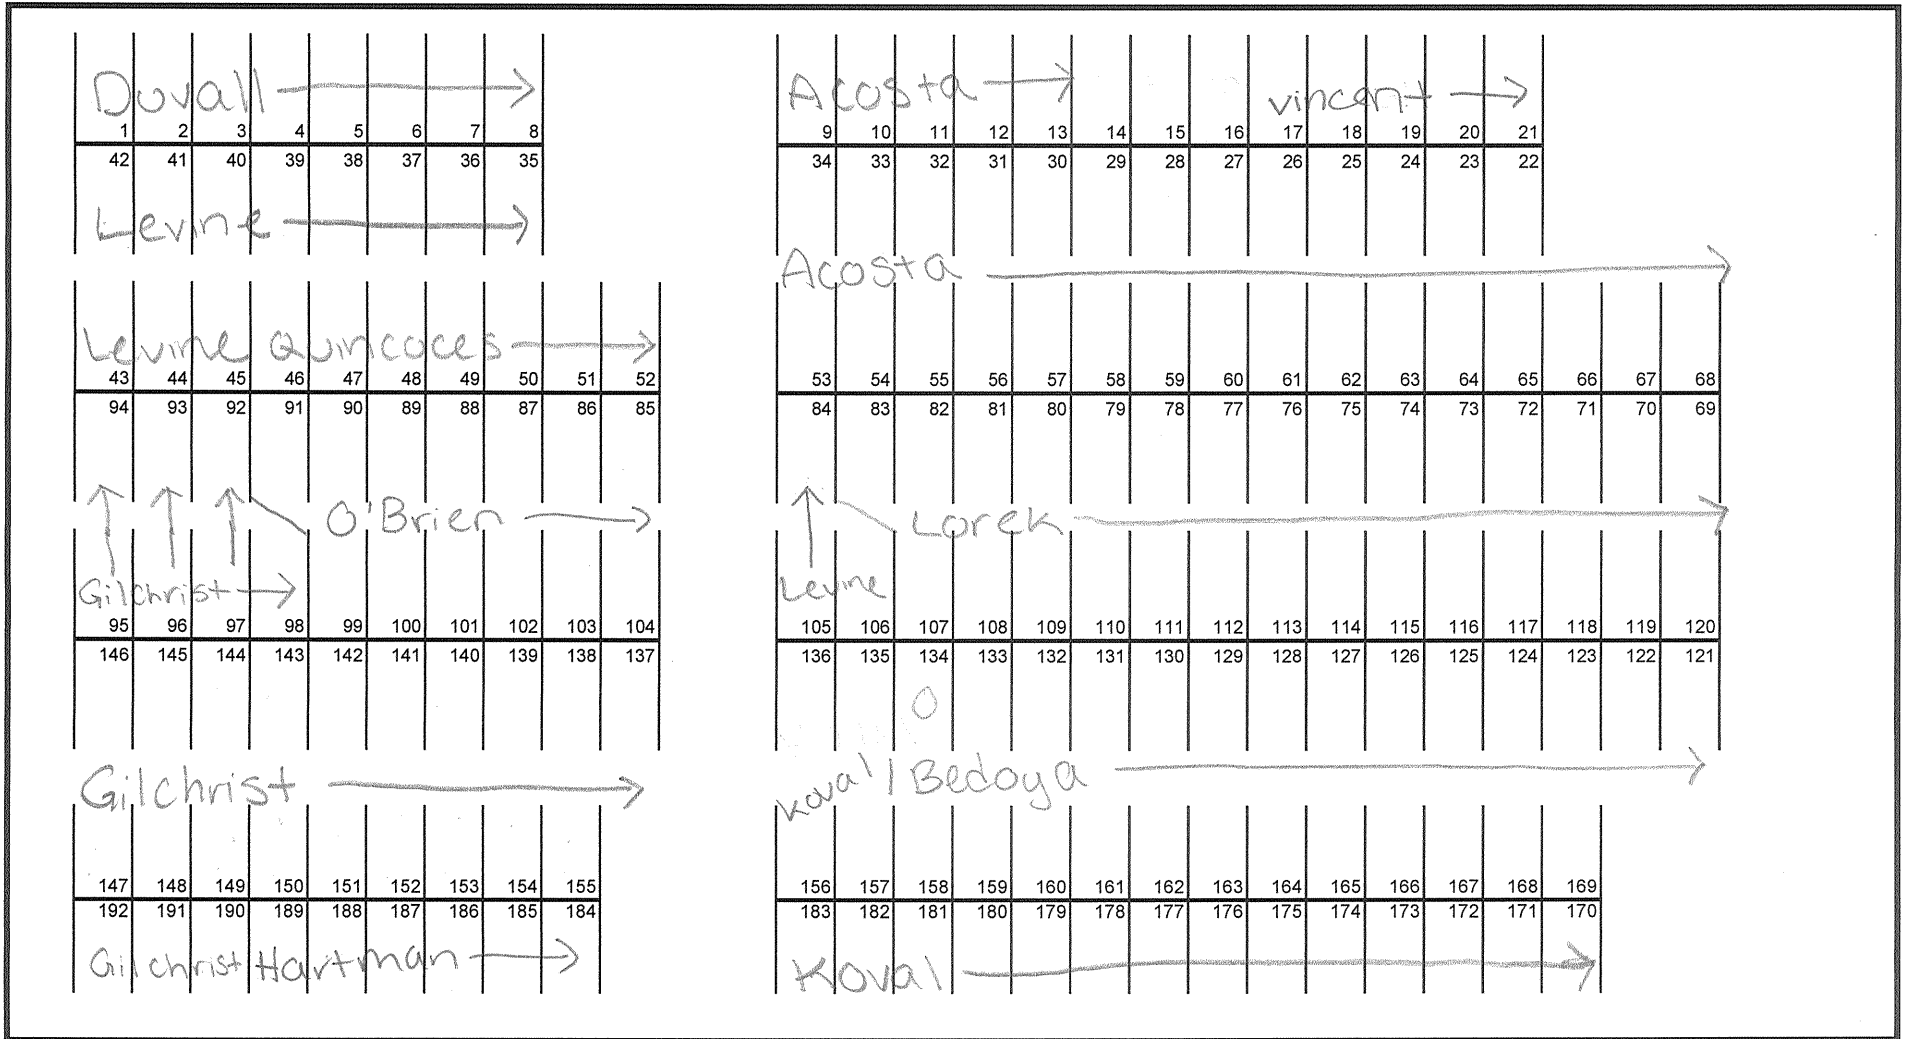 Duvall → Acosta → Vincent →
1 2 3 4 5 6 7 8 9 10 11 12 13 14 15 16 17 18 19 20 21
42 41 40 39 38 37 36 35 34 33 32 31 30 29 28 27 26 25 24 23 22
Levine →
Acosta →
Levine Quincoces →
43 44 45 46 47 48 49 50 51 52 53 54 55 56 57 58 59 60 61 62 63 64 65 66 67 68
94 93 92 91 90 89 88 87 86 85 84 83 82 81 80 79 78 77 76 75 74 73 72 71 70 69
O'Brien → Lorek →
Gilchrist → Levine
95 96 97 98 99 100 101 102 103 104 105 106 107 108 109 110 111 112 113 114 115 116 117 118 119 120
146 145 144 143 142 141 140 139 138 137 136 135 134 133 132 131 130 129 128 127 126 125 124 123 122 121
Gilchrist → Koval / Bedoya →
147 148 149 150 151 152 153 154 155 156 157 158 159 160 161 162 163 164 165 166 167 168 169
192 191 190 189 188 187 186 185 184 183 182 181 180 179 178 177 176 175 174 173 172 171 170
Gilchrist Hartman → Koval →